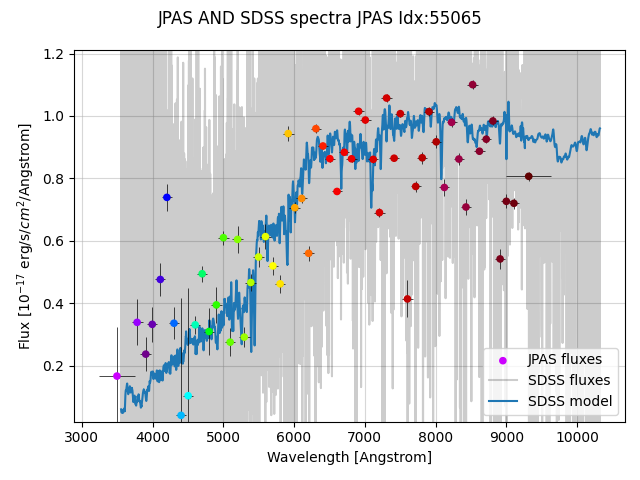 JPAS AND SDSS spectra JPAS Idx:55065
1.2
1.0
0.8
0.6
0.4
0.2
Flux [10⁻¹⁷ erg/s/cm²/Angstrom]
JPAS fluxes
SDSS fluxes
SDSS model
3000 4000 5000 6000 7000 8000 9000 10000
Wavelength [Angstrom]